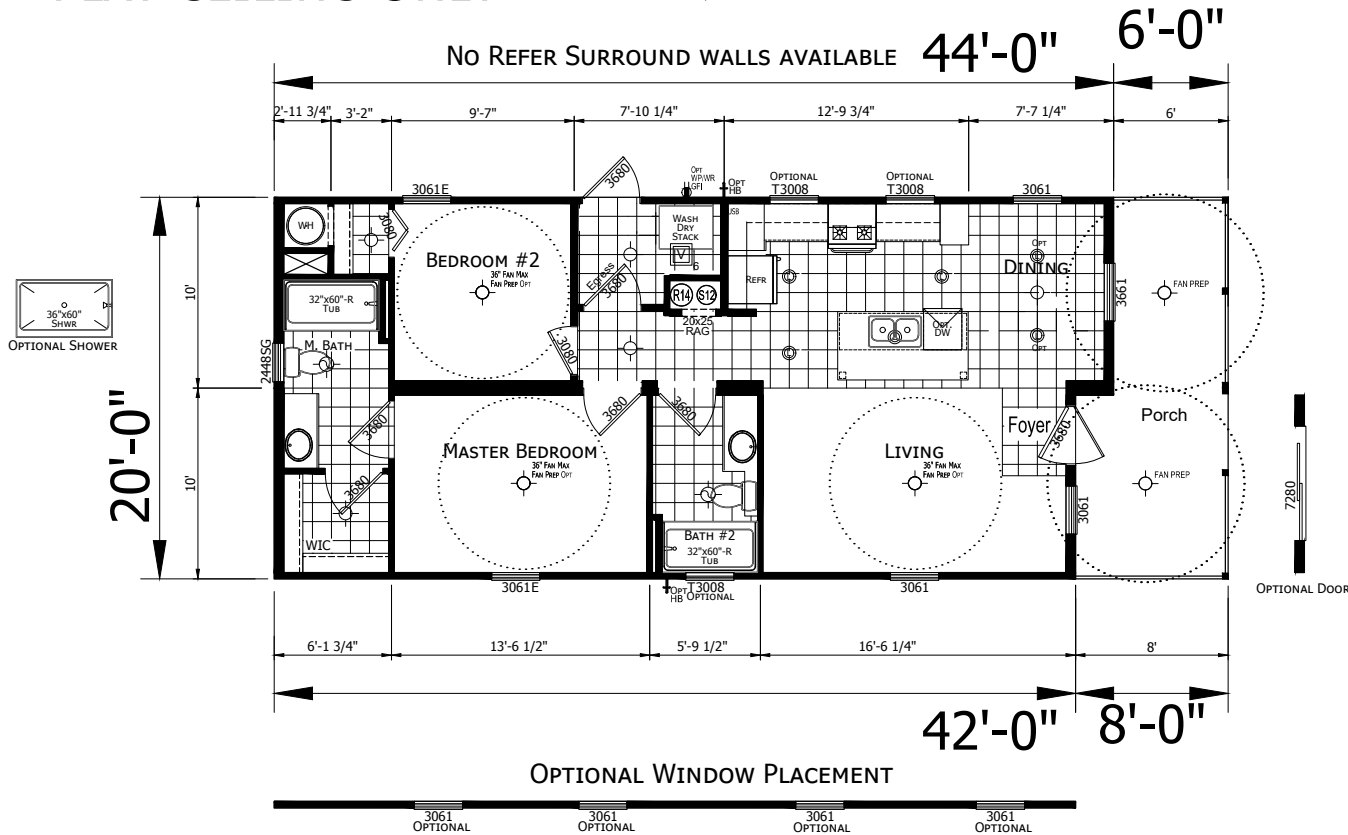 FLAT CEILING ONLY
No Refer Surround walls available
44'-0"
6'-0"
2'-11 3/4"
3'-2"
9'-7"
7'-10 1/4"
12'-9 3/4"
7'-7 1/4"
6'
3061E
3680
Opt
WP/WR
GFI
Opt
HB
Optional
T3008
Optional
T3008
3061
WH
3080
Bedroom #2
36" Fan Max
Fan Prep Opt
Wash
Dry
Stack
V
6
USB
Refr
Egress
3680
R14
S12
20x25
RAG
Opt
Dining
Opt
Opt.
DW
3661
Fan Prep
10'
20'-0"
10'
36"x60"
Shwr
Optional Shower
32"x60"-R
Tub
M. Bath
2448SG
3080
3680
3680
3680
3680
WIC
Master Bedroom
36" Fan Max
Fan Prep Opt
Bath #2
32"x60"-R
Tub
Living
36" Fan Max
Fan Prep Opt
Foyer
3680
Porch
Fan Prep
3061
7280
Optional Door
3061E
Opt
HB
T3008
Optional
3061
6'-1 3/4"
13'-6 1/2"
5'-9 1/2"
16'-6 1/4"
8'
42'-0"
8'-0"
Optional Window Placement
3061
Optional
3061
Optional
3061
Optional
3061
Optional